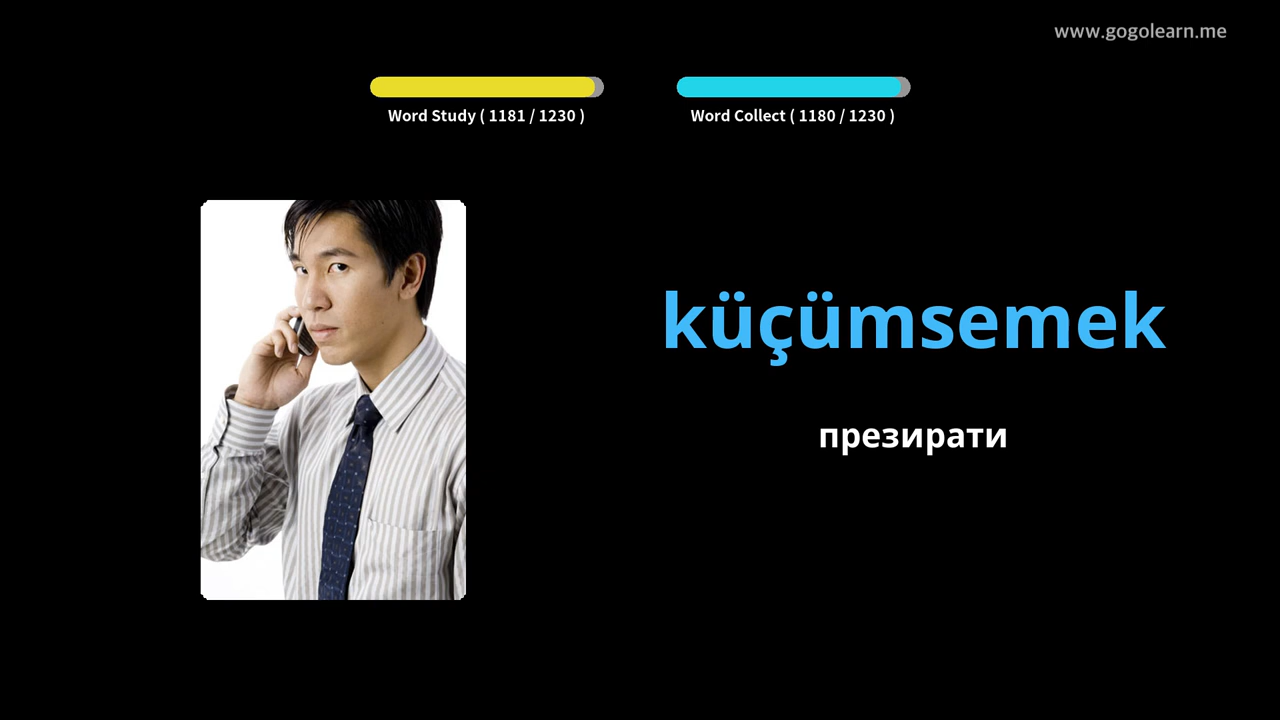 www.gogolearn.me
Word Study ( 1181 / 1230 )
Word Collect ( 1180 / 1230 )
küçümsemek
презирати